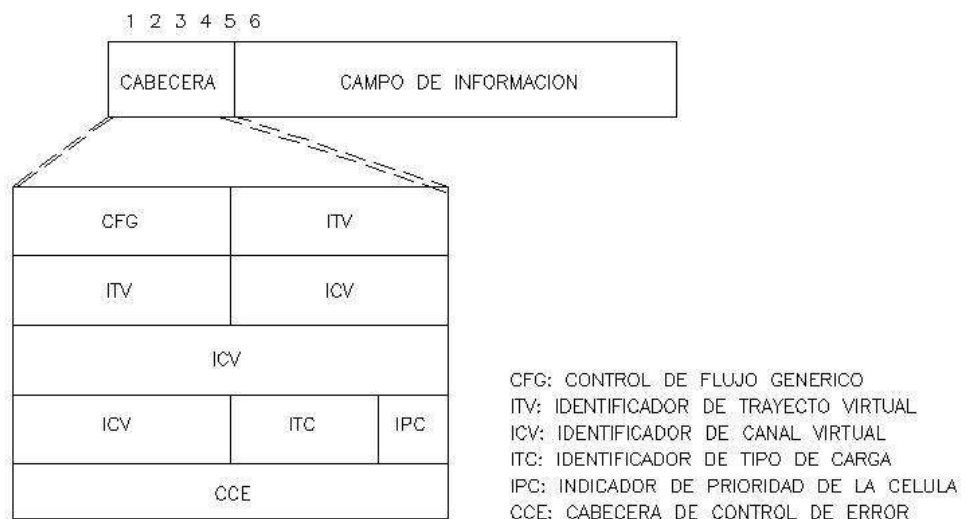 1 2 3 4 5 6
CABECERA CAMPO DE INFORMACION
CFG ITV
ITV ICV
ICV
ICV ITC IPC
CCE
CFG: CONTROL DE FLUJO GENERICO
ITV: IDENTIFICADOR DE TRAYECTO VIRTUAL
ICV: IDENTIFICADOR DE CANAL VIRTUAL
ITC: IDENTIFICADOR DE TIPO DE CARGA
IPC: INDICADOR DE PRIORIDAD DE LA CELULA
CCE: CABECERA DE CONTROL DE ERROR